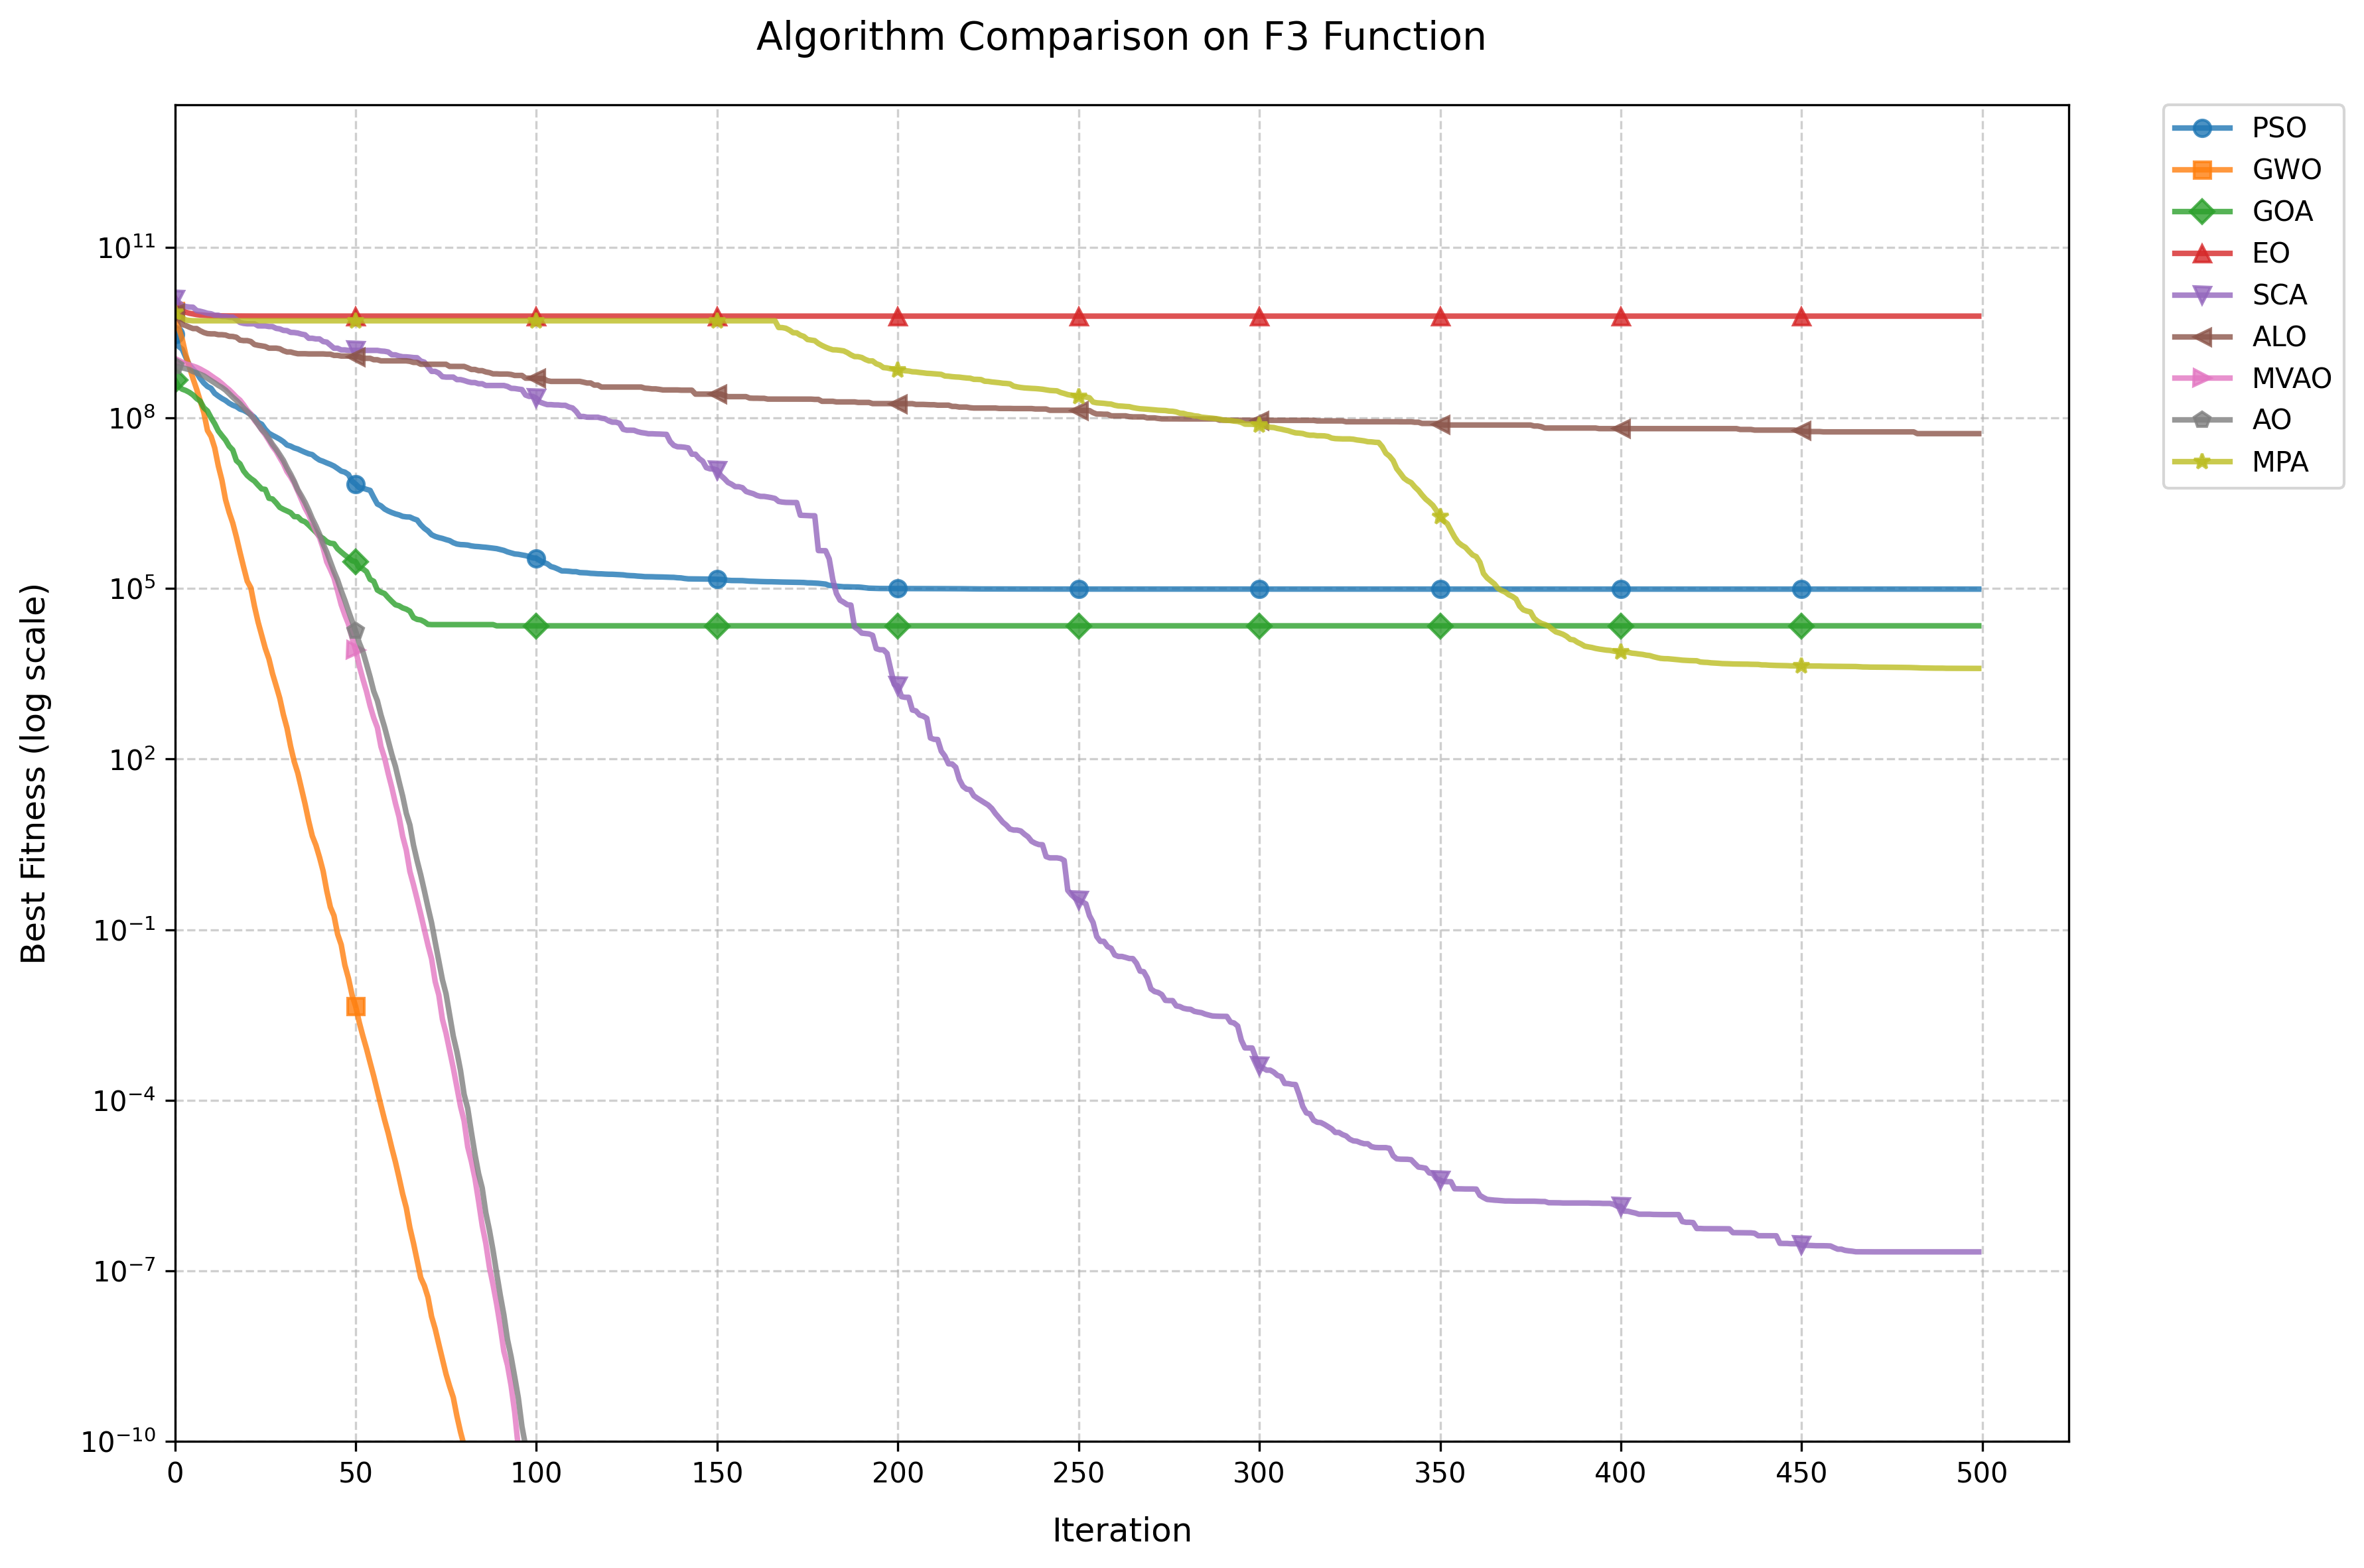 Algorithm Comparison on F3 Function
Best Fitness (log scale)
10^11
10^8
10^5
10^2
10^−1
10^−4
10^−7
10^−10
0 50 100 150 200 250 300 350 400 450 500
Iteration
PSO
GWO
GOA
EO
SCA
ALO
MVAO
AO
MPA